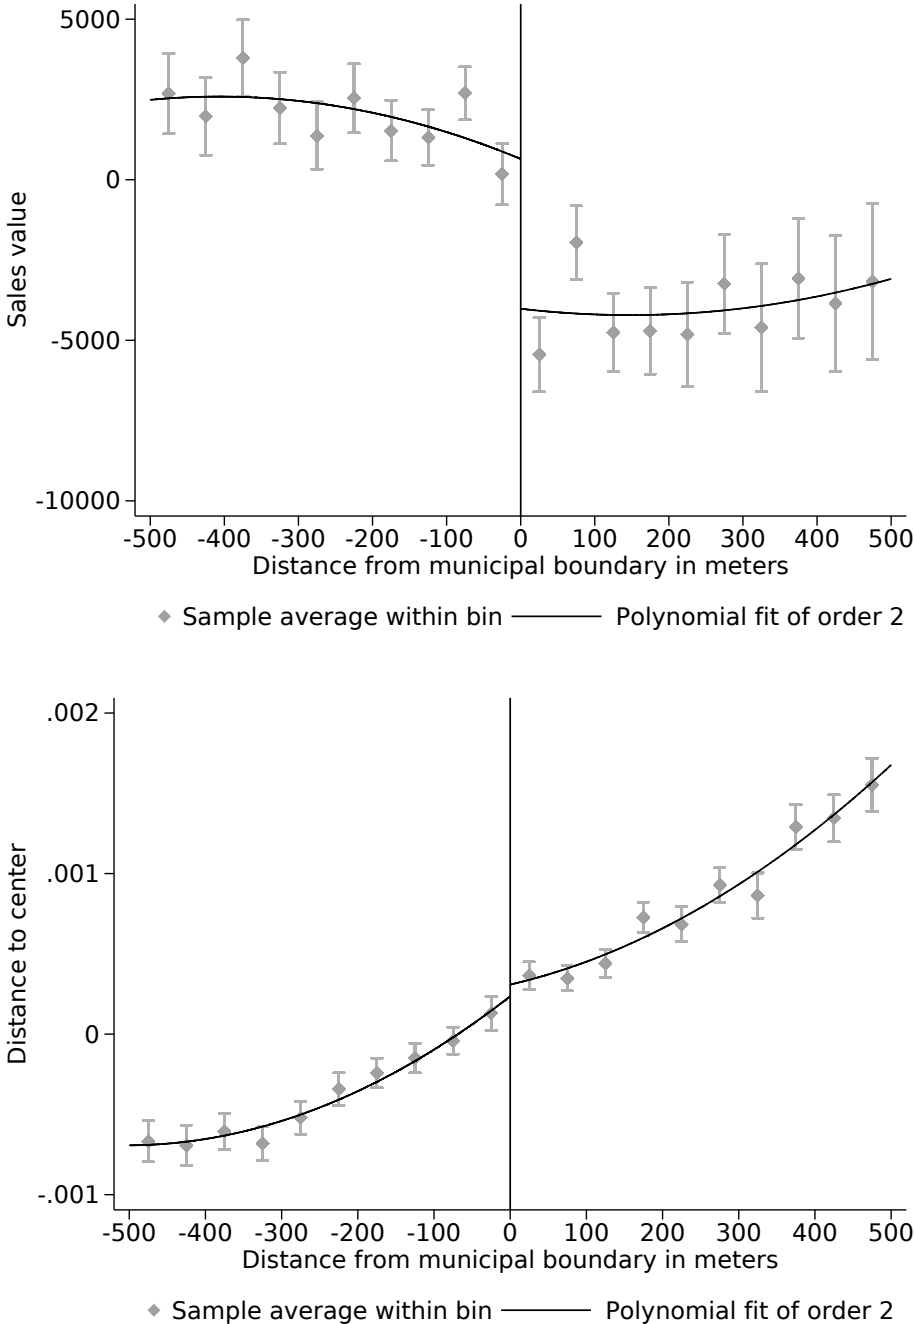 5000
0
-5000
-10000
Sales value
-500 -400 -300 -200 -100 0 100 200 300 400 500
Distance from municipal boundary in meters
Sample average within bin Polynomial fit of order 2
.002
.001
0
-.001
Distance to center
-500 -400 -300 -200 -100 0 100 200 300 400 500
Distance from municipal boundary in meters
Sample average within bin Polynomial fit of order 2